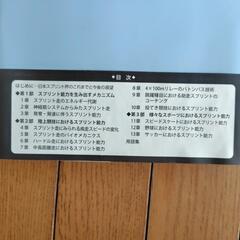 ●目 次●
はじめに―日本スプリント界のこれまでと今後の展望
◆第1部 スプリント能力を生み出すメカニズム
1章 スプリント走のエネルギー代謝
2章 神経筋システムからみたスプリント走
3章 発育・発達に伴うスプリント能力
◆第2部 陸上競技におけるスプリント能力
4章 スプリント走にみられる疾走スピードの変化
5章 スプリント走のバイオメカニクス
6章 ハードル走におけるスプリント能力
7章 中長距離走におけるスプリント能力
8章 4×100mリレーのバトンパス技術
9章 跳躍種目におけるスプリント能力の
コーチング
10章 投てき競技におけるスプリント能力
◆第3部 様々なスポーツにおけるスプリント能力
11章 スピードスケートにおけるスプリント能力
12章 野球におけるスプリント能力
13章 サッカーにおけるスプリント能力
用語集